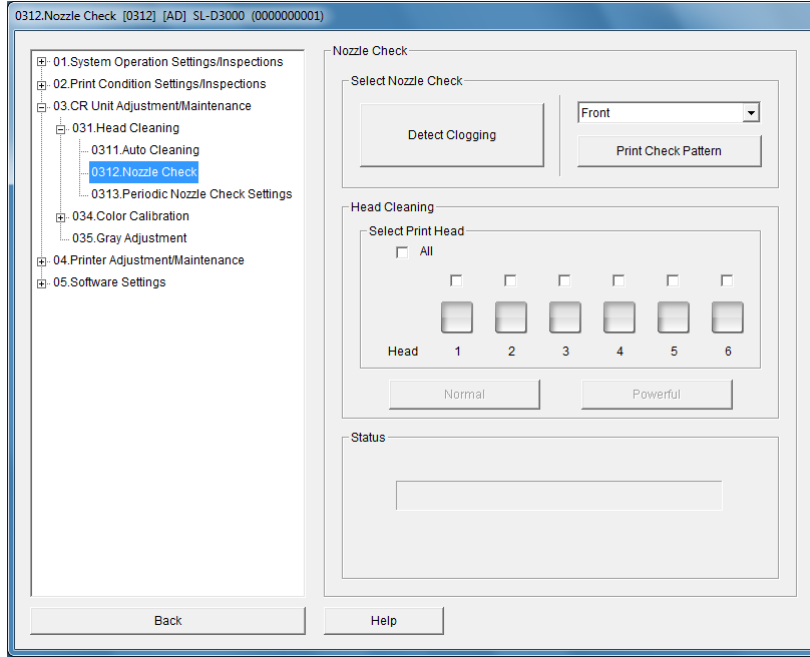 0312.Nozzle Check [0312] [AD] SL-D3000 (0000000001)
01.System Operation Settings/Inspections
02.Print Condition Settings/Inspections
03.CR Unit Adjustment/Maintenance
031.Head Cleaning
0311.Auto Cleaning
0312.Nozzle Check
0313.Periodic Nozzle Check Settings
034.Color Calibration
035.Gray Adjustment
04.Printer Adjustment/Maintenance
05.Software Settings
Back
Nozzle Check
Select Nozzle Check
Detect Clogging
Front
Print Check Pattern
Head Cleaning
Select Print Head
All
Head 1 2 3 4 5 6
Normal Powerful
Status
Help